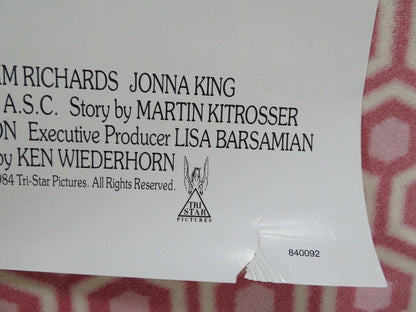 IM RICHARDS JONNA KING
A.S.C. Story by MARTIN KITROSSER
ON Executive Producer LISA BARSAMIAN
by KEN WIEDERHORN
984 Tri-Star Pictures. All Rights Reserved.
TRI
STAR
PICTURES
840092